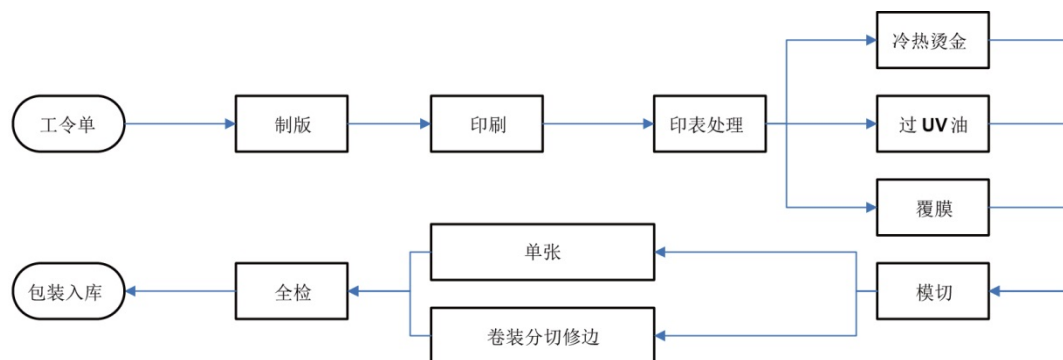 工令单
制版
印刷
印表处理
冷热烫金
过UV油
覆膜
模切
单张
卷装分切修边
全检
包装入库